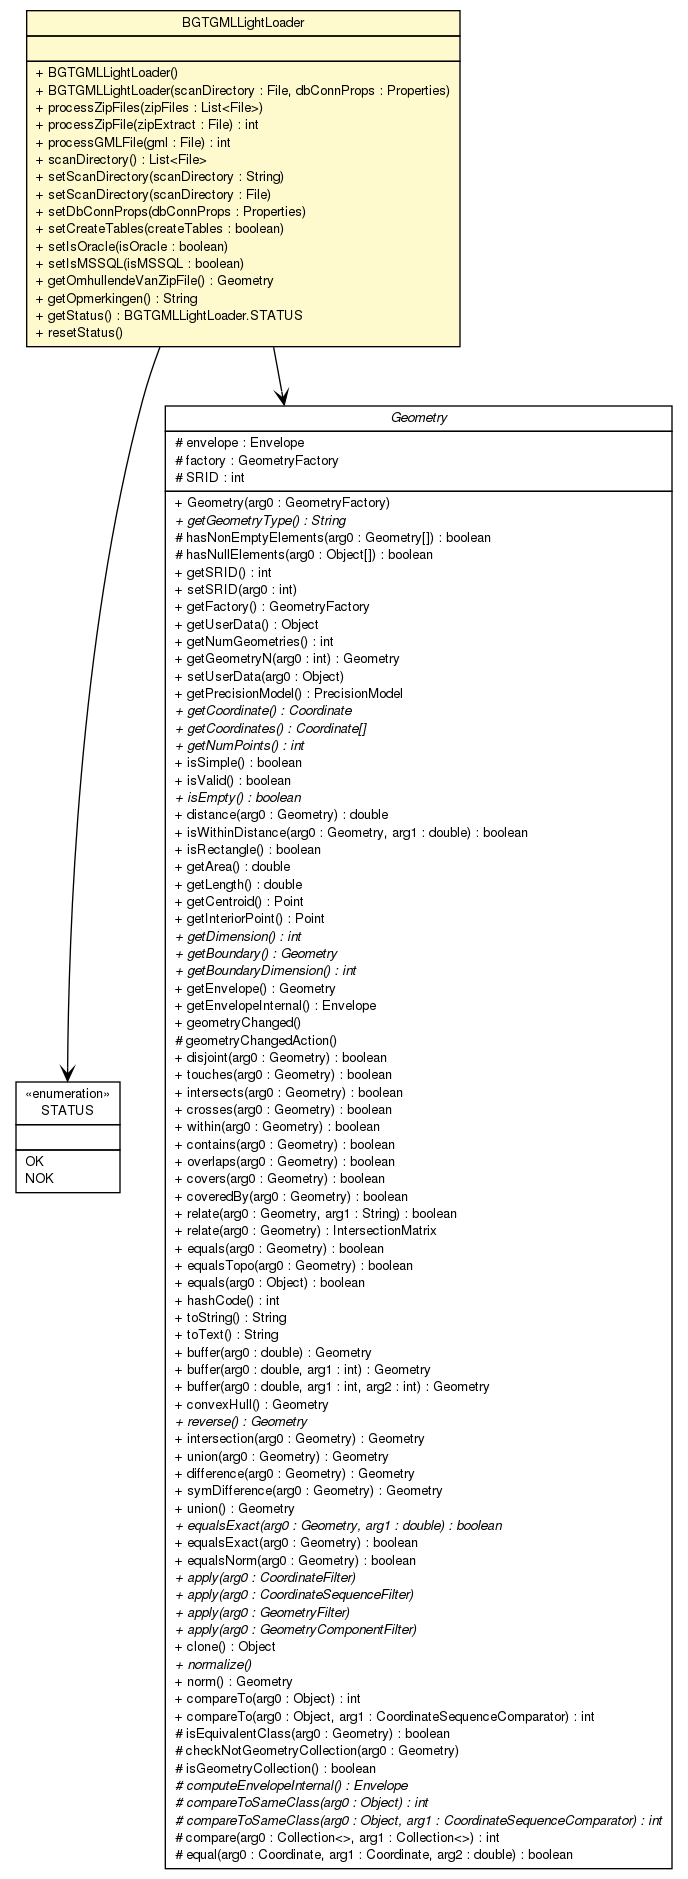 BGTGMLLightLoader
+ BGTGMLLightLoader()
+ BGTGMLLightLoader(scanDirectory : File, dbConnProps : Properties)
+ processZipFiles(zipFiles : List<File>)
+ processZipFile(zipExtract : File) : int
+ processGMLFile(gml : File) : int
+ scanDirectory() : List<File>
+ setScanDirectory(scanDirectory : String)
+ setScanDirectory(scanDirectory : File)
+ setDbConnProps(dbConnProps : Properties)
+ setCreateTables(createTables : boolean)
+ setIsOracle(isOracle : boolean)
+ setIsMSSQL(isMSSQL : boolean)
+ getOmhullendeVanZipFile() : Geometry
+ getOpmerkingen() : String
+ getStatus() : BGTGMLLightLoader.STATUS
+ resetStatus()
Geometry
# envelope : Envelope
# factory : GeometryFactory
# SRID : int
+ Geometry(arg0 : GeometryFactory)
+ getGeometryType() : String
# hasNonEmptyElements(arg0 : Geometry[]) : boolean
# hasNullElements(arg0 : Object[]) : boolean
+ getSRID() : int
+ setSRID(arg0 : int)
+ getFactory() : GeometryFactory
+ getUserData() : Object
+ getNumGeometries() : int
+ getGeometryN(arg0 : int) : Geometry
+ setUserData(arg0 : Object)
+ getPrecisionModel() : PrecisionModel
+ getCoordinate() : Coordinate
+ getCoordinates() : Coordinate[]
+ getNumPoints() : int
+ isSimple() : boolean
+ isValid() : boolean
+ isEmpty() : boolean
+ distance(arg0 : Geometry) : double
+ isWithinDistance(arg0 : Geometry, arg1 : double) : boolean
+ isRectangle() : boolean
+ getArea() : double
+ getLength() : double
+ getCentroid() : Point
+ getInteriorPoint() : Point
+ getDimension() : int
+ getBoundary() : Geometry
+ getBoundaryDimension() : int
+ getEnvelope() : Geometry
+ getEnvelopeInternal() : Envelope
+ geometryChanged()
# geometryChangedAction()
+ disjoint(arg0 : Geometry) : boolean
+ touches(arg0 : Geometry) : boolean
+ intersects(arg0 : Geometry) : boolean
+ crosses(arg0 : Geometry) : boolean
+ within(arg0 : Geometry) : boolean
+ contains(arg0 : Geometry) : boolean
+ overlaps(arg0 : Geometry) : boolean
+ covers(arg0 : Geometry) : boolean
+ coveredBy(arg0 : Geometry) : boolean
+ relate(arg0 : Geometry, arg1 : String) : boolean
+ relate(arg0 : Geometry) : IntersectionMatrix
+ equals(arg0 : Geometry) : boolean
+ equalsTopo(arg0 : Geometry) : boolean
+ equals(arg0 : Object) : boolean
+ hashCode() : int
+ toString() : String
+ toText() : String
+ buffer(arg0 : double) : Geometry
+ buffer(arg0 : double, arg1 : int) : Geometry
+ buffer(arg0 : double, arg1 : int, arg2 : int) : Geometry
+ convexHull() : Geometry
+ reverse() : Geometry
+ intersection(arg0 : Geometry) : Geometry
+ union(arg0 : Geometry) : Geometry
+ difference(arg0 : Geometry) : Geometry
+ symDifference(arg0 : Geometry) : Geometry
+ union() : Geometry
+ equalsExact(arg0 : Geometry, arg1 : double) : boolean
+ equalsExact(arg0 : Geometry) : boolean
+ equalsNorm(arg0 : Geometry) : boolean
+ apply(arg0 : CoordinateFilter)
+ apply(arg0 : CoordinateSequenceFilter)
+ apply(arg0 : GeometryFilter)
+ apply(arg0 : GeometryComponentFilter)
+ clone() : Object
+ normalize()
+ norm() : Geometry
+ compareTo(arg0 : Object) : int
+ compareTo(arg0 : Object, arg1 : CoordinateSequenceComparator) : int
# isEquivalentClass(arg0 : Geometry) : boolean
# checkNotGeometryCollection(arg0 : Geometry)
# isGeometryCollection() : boolean
# computeEnvelopeInternal() : Envelope
# compareToSameClass(arg0 : Object) : int
# compareToSameClass(arg0 : Object, arg1 : CoordinateSequenceComparator) : int
# compare(arg0 : Collection<>, arg1 : Collection<>) : int
# equal(arg0 : Coordinate, arg1 : Coordinate, arg2 : double) : boolean
«enumeration»
STATUS
OK
NOK